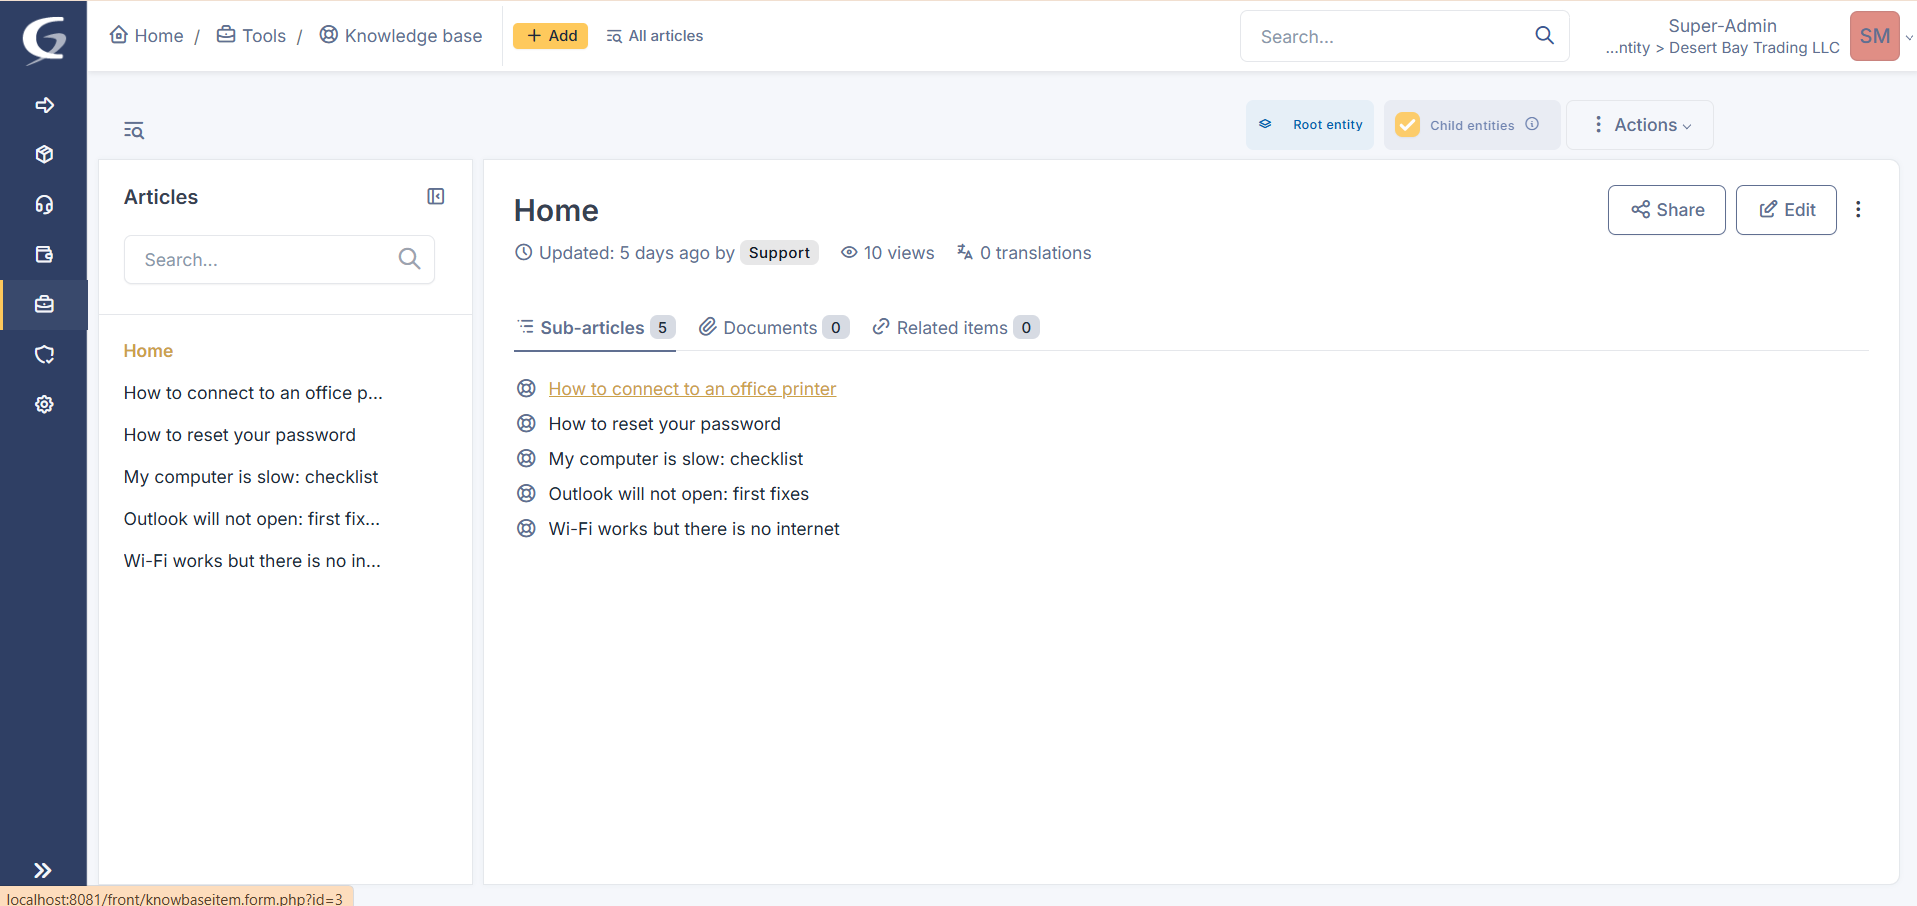 Home / Tools / Knowledge base
+ Add
All articles
Search...
Super-Admin
...ntity > Desert Bay Trading LLC
SM
Root entity
Child entities
Actions
Articles
Search...
Home
How to connect to an office p...
How to reset your password
My computer is slow: checklist
Outlook will not open: first fix...
Wi-Fi works but there is no in...
Home
Share
Edit
Updated: 5 days ago by Support
10 views
0 translations
Sub-articles 5
Documents 0
Related items 0
How to connect to an office printer
How to reset your password
My computer is slow: checklist
Outlook will not open: first fixes
Wi-Fi works but there is no internet
localhost:8081/front/knowbaseitem.form.php?id=3